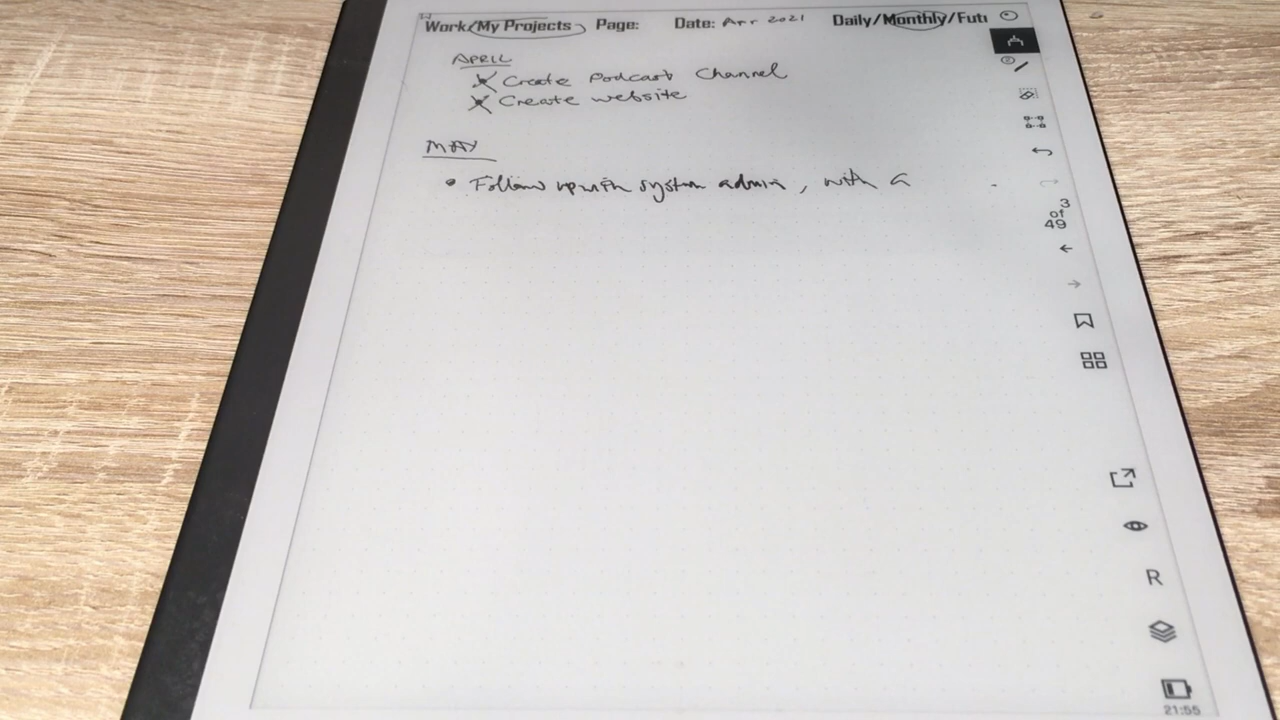 Work/My Projects Page: Date: Apr 2021 Daily/Monthly/Futu
APRIL
Create Podcast Channel
Create website
MAY
• Follow up with system admin, with a
3
of
49
R
21:55